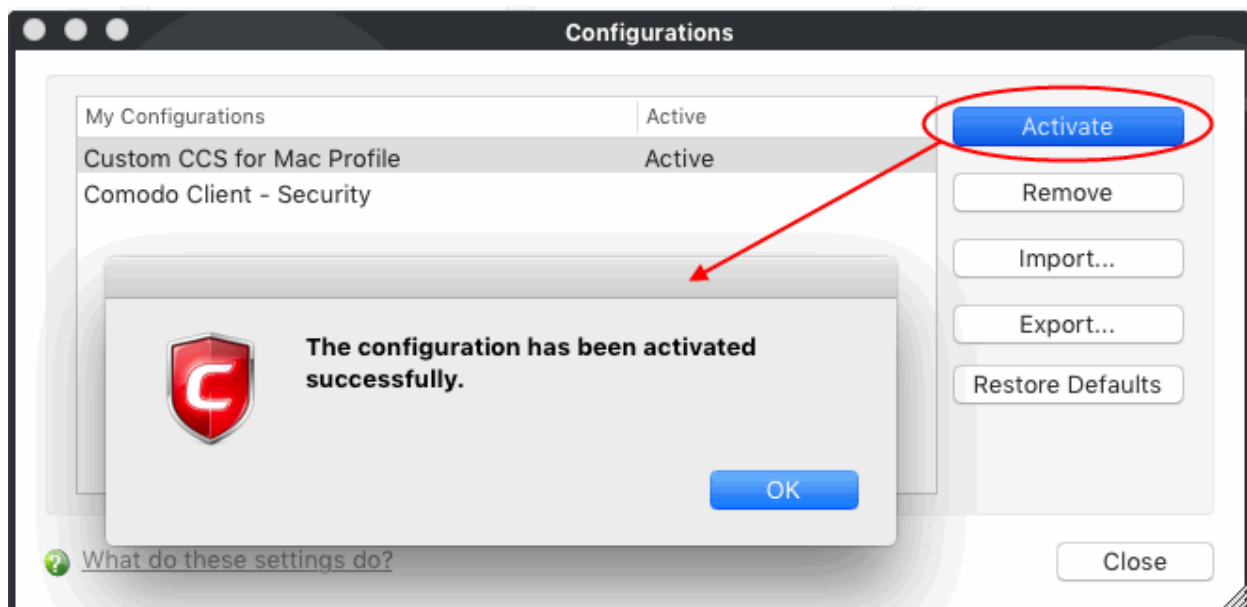 Configurations
My Configurations Active
Activate
Custom CCS for Mac Profile Active
Comodo Client - Security
Remove
Import...
Export...
Restore Defaults
The configuration has been activated
successfully.
OK
What do these settings do?
Close